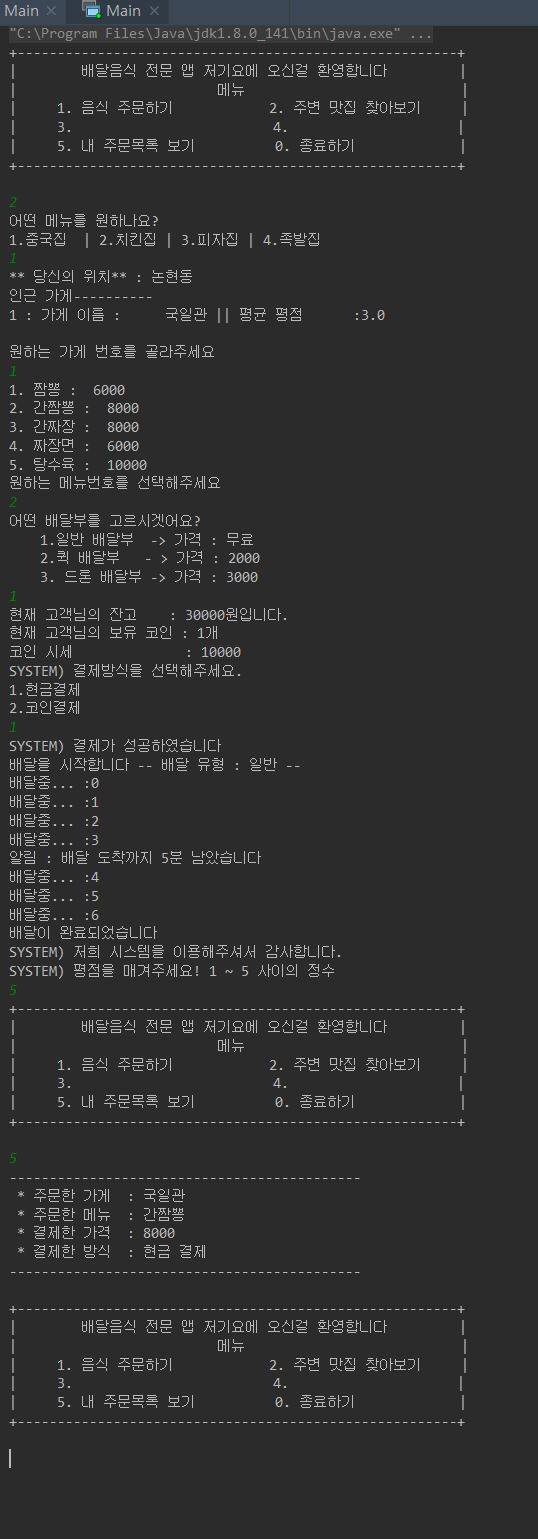 Main × Main ×
"C:\Program Files\Java\jdk1.8.0_141\bin\java.exe" ...
+-------------------------------------------------------+
| 배달음식 전문 앱 저기요에 오신걸 환영합니다 |
| 메뉴 |
| 1. 음식 주문하기 2. 주변 맛집 찾아보기 |
| 3. 4. |
| 5. 내 주문목록 보기 0. 종료하기 |
+-------------------------------------------------------+
2
어떤 메뉴를 원하나요?
1.중국집 | 2.치킨집 | 3.피자집 | 4.족발집
1
** 당신의 위치** : 논현동
인근 가게----------
1 : 가게 이름 : 국일관 || 평균 평점 :3.0
원하는 가게 번호를 골라주세요
1
1. 짬뽕 : 6000
2. 간짬뽕 : 8000
3. 간짜장 : 8000
4. 짜장면 : 6000
5. 탕수육 : 10000
원하는 메뉴번호를 선택해주세요
2
어떤 배달부를 고르시겟어요?
1.일반 배달부 -> 가격 : 무료
2.퀵 배달부 - > 가격 : 2000
3. 드론 배달부 -> 가격 : 3000
1
현재 고객님의 잔고 : 30000원입니다.
현재 고객님의 보유 코인 : 1개
코인 시세 : 10000
SYSTEM) 결제방식을 선택해주세요.
1.현금결제
2.코인결제
1
SYSTEM) 결제가 성공하였습니다
배달을 시작합니다 -- 배달 유형 : 일반 --
배달중... :0
배달중... :1
배달중... :2
배달중... :3
알림 : 배달 도착까지 5분 남았습니다
배달중... :4
배달중... :5
배달중... :6
배달이 완료되었습니다
SYSTEM) 저희 시스템을 이용해주셔서 감사합니다.
SYSTEM) 평점을 매겨주세요! 1 ~ 5 사이의 정수
5
+-------------------------------------------------------+
| 배달음식 전문 앱 저기요에 오신걸 환영합니다 |
| 메뉴 |
| 1. 음식 주문하기 2. 주변 맛집 찾아보기 |
| 3. 4. |
| 5. 내 주문목록 보기 0. 종료하기 |
+-------------------------------------------------------+
5
--------------------------------------------
* 주문한 가게 : 국일관
* 주문한 메뉴 : 간짬뽕
* 결제한 가격 : 8000
* 결제한 방식 : 현금 결제
--------------------------------------------
+-------------------------------------------------------+
| 배달음식 전문 앱 저기요에 오신걸 환영합니다 |
| 메뉴 |
| 1. 음식 주문하기 2. 주변 맛집 찾아보기 |
| 3. 4. |
| 5. 내 주문목록 보기 0. 종료하기 |
+-------------------------------------------------------+